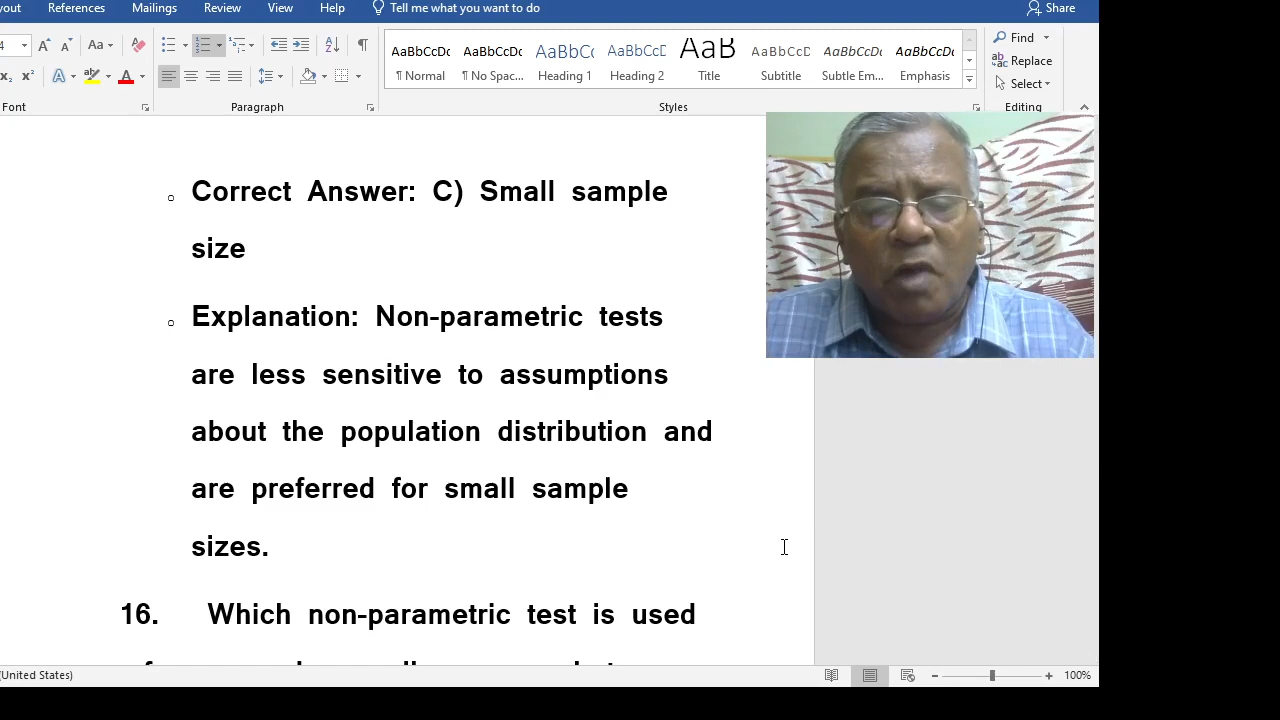 yout References Mailings Review View Help Tell me what you want to do Share
Aa
Find
Replace
Select
AaBbCcDc AaBbCcDc AaBbCc AaBbCcD AaB AaBbCcD AaBbCcDc AaBbCcDc
¶ Normal ¶ No Spac... Heading 1 Heading 2 Title Subtitle Subtle Em... Emphasis
Font Paragraph Styles Editing
Correct Answer: C) Small sample
size
Explanation: Non-parametric tests
are less sensitive to assumptions
about the population distribution and
are preferred for small sample
sizes.
16. Which non-parametric test is used
(United States) 100%